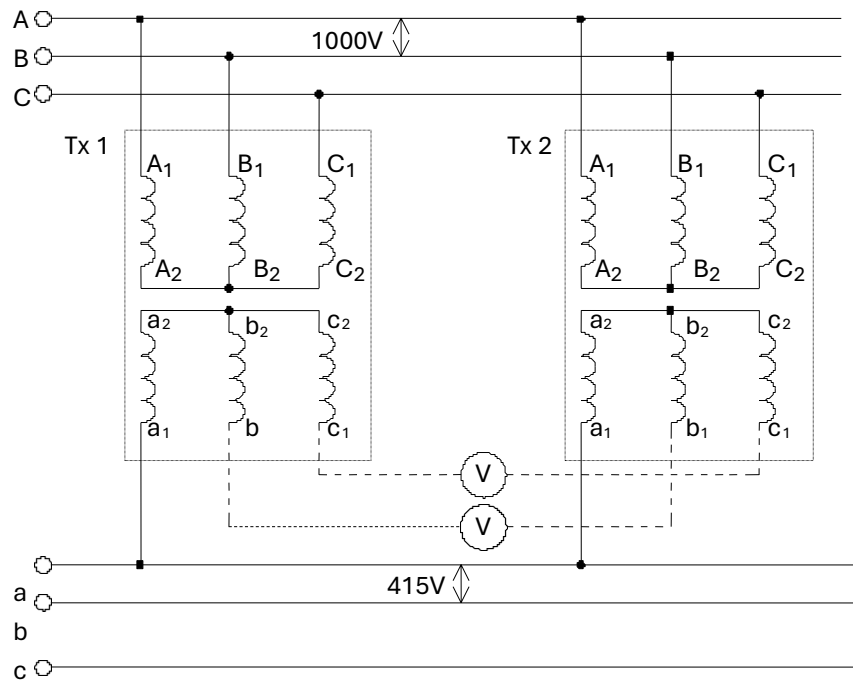 A
1000V
B
C
Tx 1
Tx 2
A1 B1 C1
A1 B1 C1
A2 B2 C2
A2 B2 C2
a2 b2 c2
a2 b2 c2
a1 b c1
a1 b1 c1
V
V
415V
a
b
c